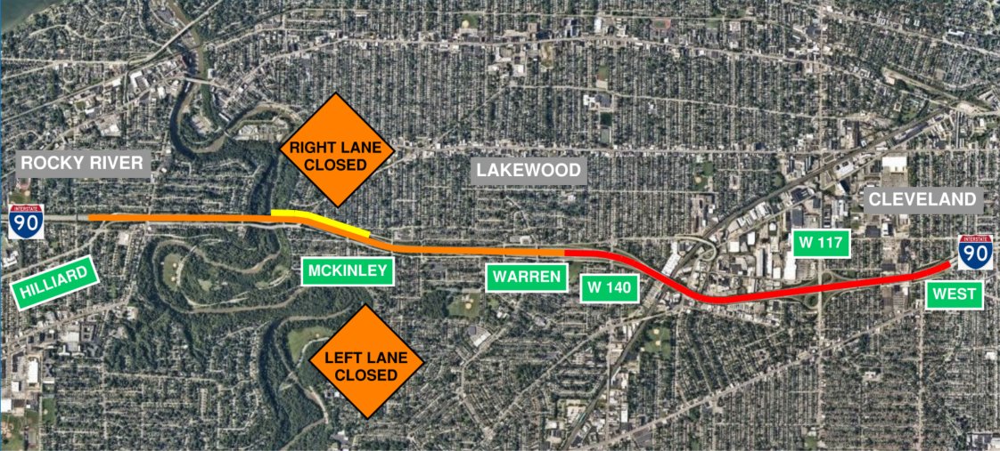 RIGHT LANE
CLOSED
ROCKY RIVER
LAKEWOOD
CLEVELAND
INTERSTATE
90
W 117
INTERSTATE
90
HILLIARD
MCKINLEY
WARREN
W 140
WEST
LEFT LANE
CLOSED